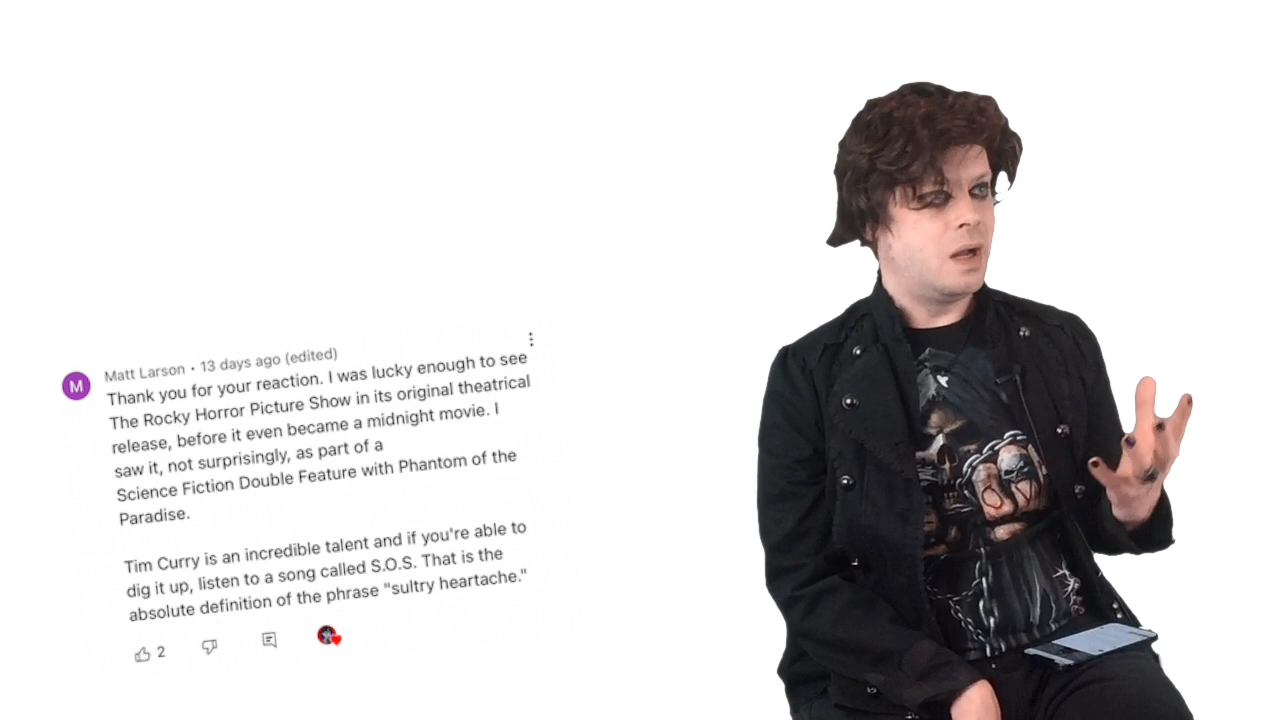 M
Matt Larson • 13 days ago (edited)
Thank you for your reaction. I was lucky enough to see
The Rocky Horror Picture Show in its original theatrical
release, before it even became a midnight movie. I
saw it, not surprisingly, as part of a
Science Fiction Double Feature with Phantom of the
Paradise.
Tim Curry is an incredible talent and if you're able to
dig it up, listen to a song called S.O.S. That is the
absolute definition of the phrase "sultry heartache."
2